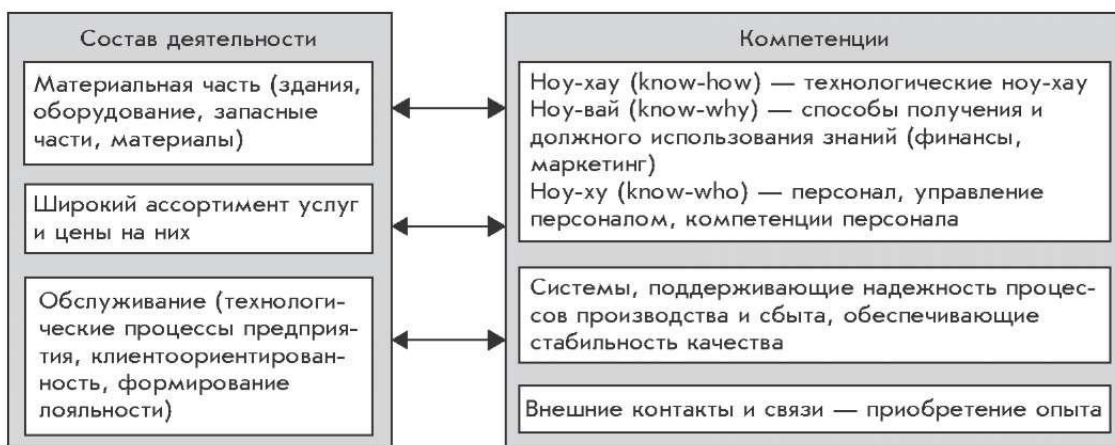 Состав деятельности
Материальная часть (здания,
оборудование, запасные
части, материалы)
Широкий ассортимент услуг
и цены на них
Обслуживание (технологи-
ческие процессы предприя-
тия, клиентоориентирован-
ность, формирование
лояльности)
Компетенции
Ноу-хау (know-how) — технологические ноу-хау
Ноу-вай (know-why) — способы получения и
должного использования знаний (финансы,
маркетинг)
Ноу-ху (know-who) — персонал, управление
персоналом, компетенции персонала
Системы, поддерживающие надежность процес-
сов производства и сбыта, обеспечивающие
стабильность качества
Внешние контакты и связи — приобретение опыта